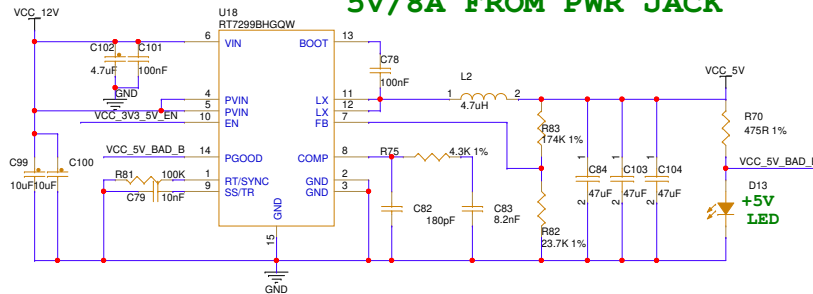 5V/8A FROM PWR JACK
VCC_12V
U18
RT7299BHGQW
6
VIN
BOOT
13
C102
C101
4.7uF
100nF
GND
C78
100nF
L2
1
2
4.7uH
VCC_5V
4
PVIN
LX
11
5
PVIN
LX
12
10
EN
FB
7
VCC_3V3_5V_EN
R83
174K 1%
R70
475R 1%
VCC_5V_BAD_B
14
PGOOD
COMP
8
R75
4.3K 1%
C99
C100
10uF
10uF
R81
100K
1
RT/SYNC
GND
2
C79
10nF
9
SS/TR
GND
3
GND
15
GND
C82
180pF
C83
8.2nF
R82
23.7K 1%
1
1
1
C84
C103
C104
47uF
47uF
47uF
2
2
2
VCC_5V_BAD_
D13
+5V
LED